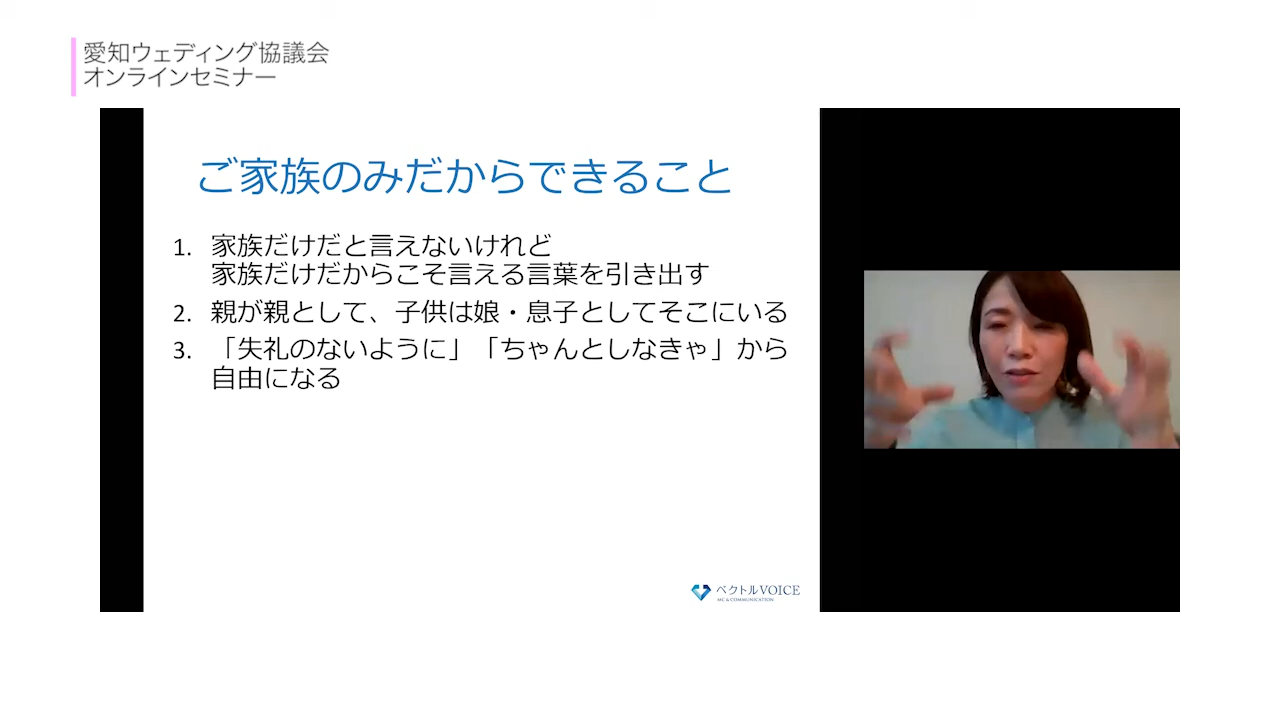 愛知ウェディング協議会
オンラインセミナー
ご家族のみだからできること
1. 家族だけだと言えないけれど
家族だけだからこそ言える言葉を引き出す
2. 親が親として、子供は娘・息子としてそこにいる
3. 「失礼のないように」「ちゃんとしなきゃ」から
自由になる
ベクトルVOICE
MC & COMMUNICATION